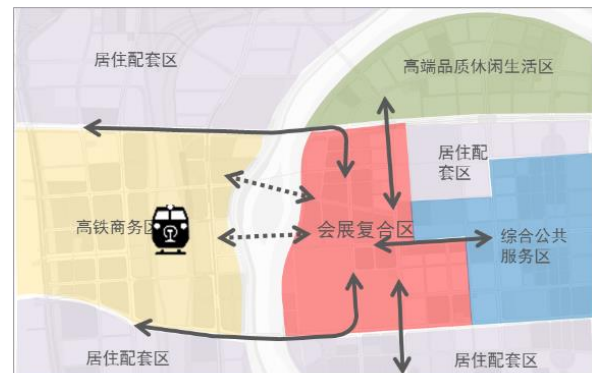 居住配套区
高端品质休闲生活区
居住配
套区
高铁商务区
会展复合区
综合公共
服务区
居住配套区
居住配套区